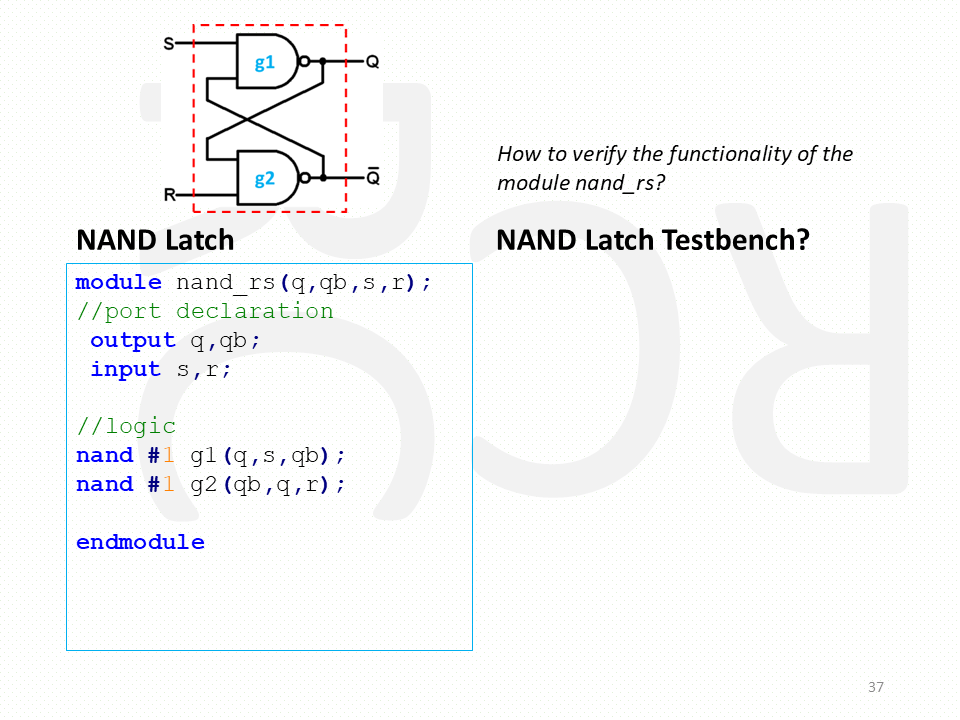 S
g1
Q
g2
R
Q̅
How to verify the functionality of the
module nand_rs?
NAND Latch
NAND Latch Testbench?
module nand_rs(q,qb,s,r);
//port declaration
 output q,qb;
 input s,r;
//logic
nand #1 g1(q,s,qb);
nand #1 g2(qb,q,r);
endmodule
37